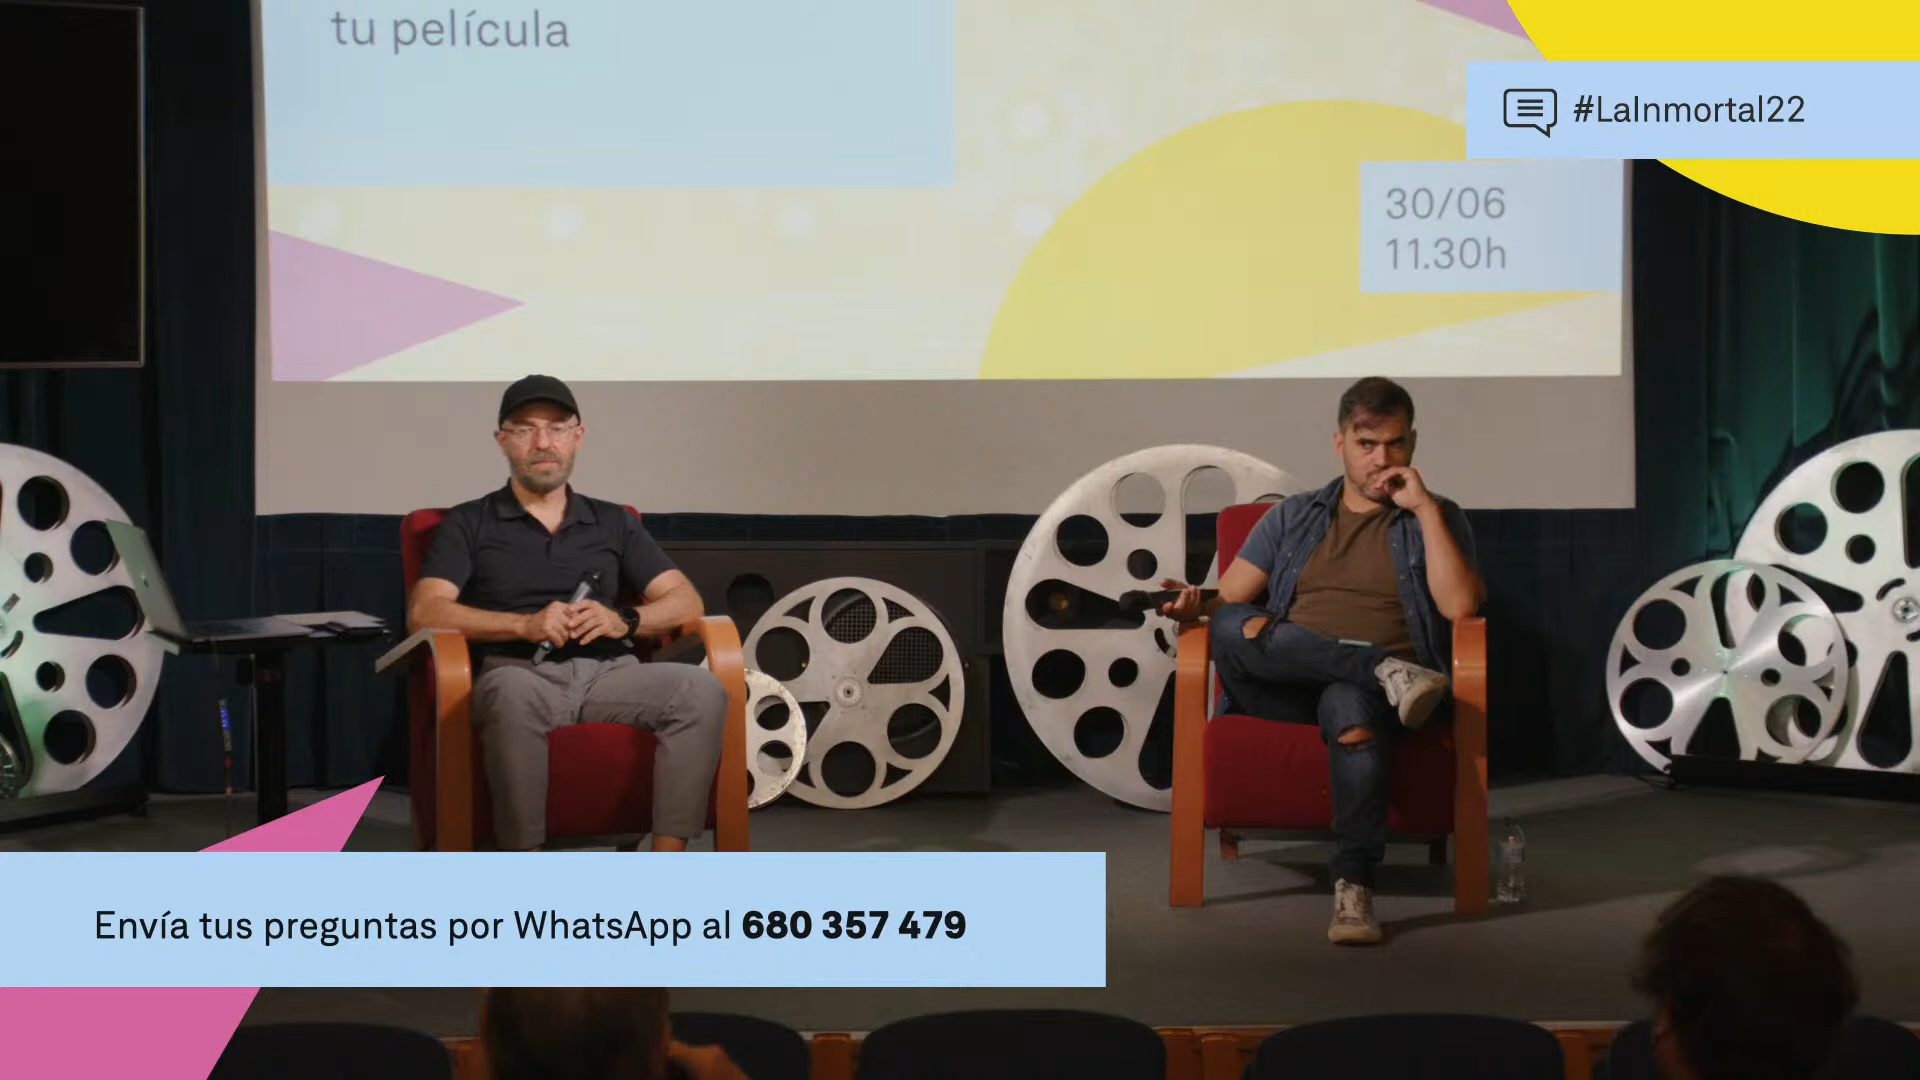 tu película
#LaInmortal22
30/06
11.30h
Envía tus preguntas por WhatsApp al 680 357 479